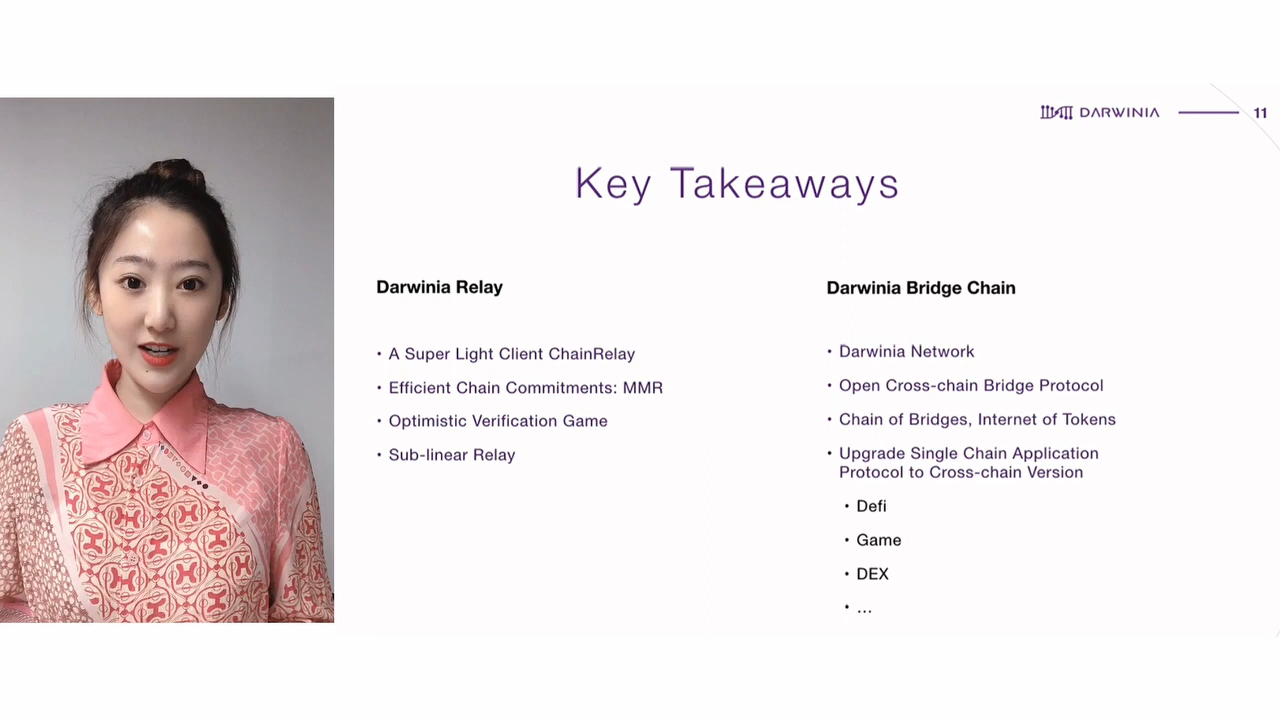 DARWINIA 11
Key Takeaways
Darwinia Relay
• A Super Light Client ChainRelay
• Efficient Chain Commitments: MMR
• Optimistic Verification Game
• Sub-linear Relay
Darwinia Bridge Chain
• Darwinia Network
• Open Cross-chain Bridge Protocol
• Chain of Bridges, Internet of Tokens
• Upgrade Single Chain Application
Protocol to Cross-chain Version
• Defi
• Game
• DEX
• ...